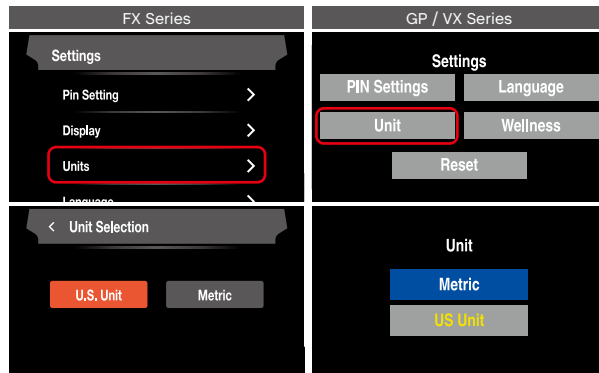 FX Series
Settings
Pin Setting
Display
Units
Language
< Unit Selection
U.S. Unit Metric
GP / VX Series
Settings
PIN Settings Language
Unit Wellness
Reset
Unit
Metric
US Unit